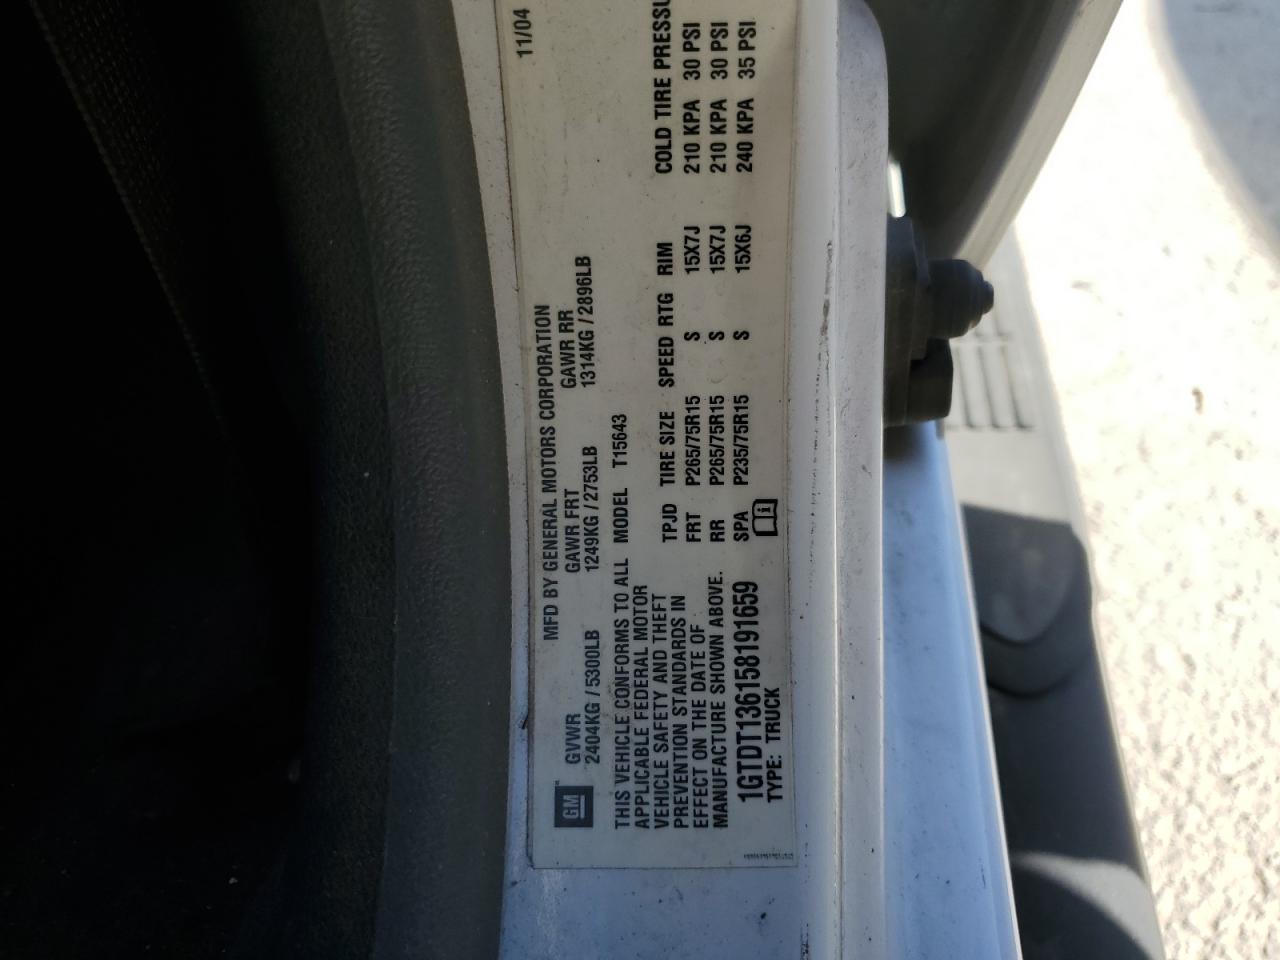 11/04
MFD BY GENERAL MOTORS CORPORATION
GVWR GAWR FRT GAWR RR
2404KG / 5300LB 1249KG / 2753LB 1314KG / 2896LB
GM
THIS VEHICLE CONFORMS TO ALL MODEL T15643
APPLICABLE FEDERAL MOTOR
VEHICLE SAFETY AND THEFT
PREVENTION STANDARDS IN
EFFECT ON THE DATE OF
MANUFACTURE SHOWN ABOVE.
TPJD TIRE SIZE SPEED RTG RIM COLD TIRE PRESSU
FRT P265/75R15 S 15X7J 210 KPA 30 PSI
RR P265/75R15 S 15X7J 210 KPA 30 PSI
SPA P235/75R15 S 15X6J 240 KPA 35 PSI
1GTDT136158191659
TYPE: TRUCK